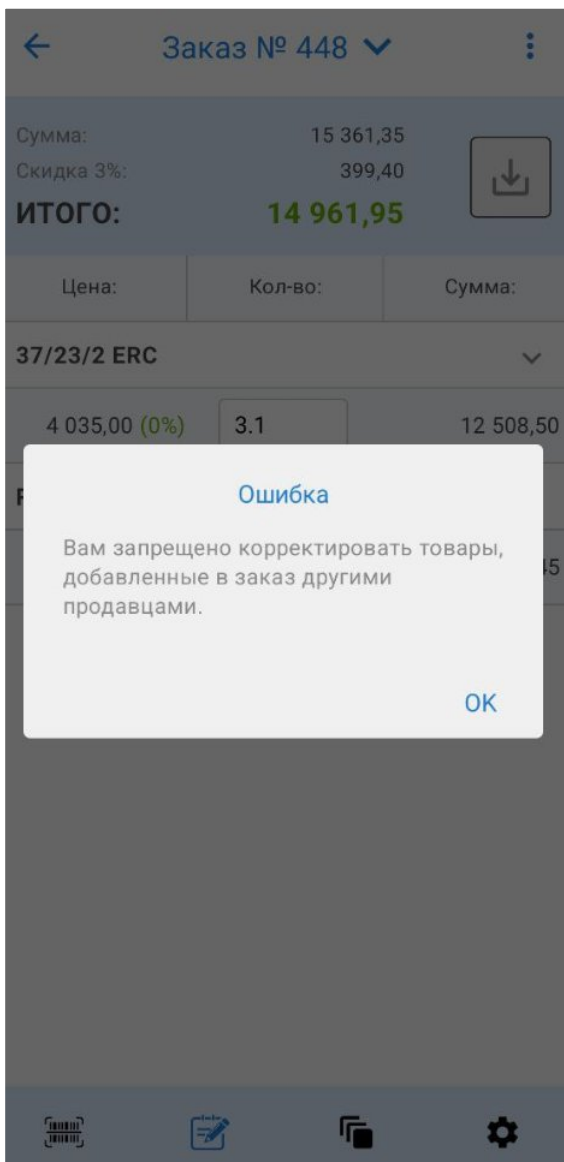 Заказ № 448
Сумма: 15 361,35
Скидка 3%: 399,40
ИТОГО: 14 961,95
Цена: Кол-во: Сумма:
37/23/2 ERC
4 035,00 (0%) 3.1 12 508,50
Ошибка
Вам запрещено корректировать товары,
добавленные в заказ другими
продавцами.
OK